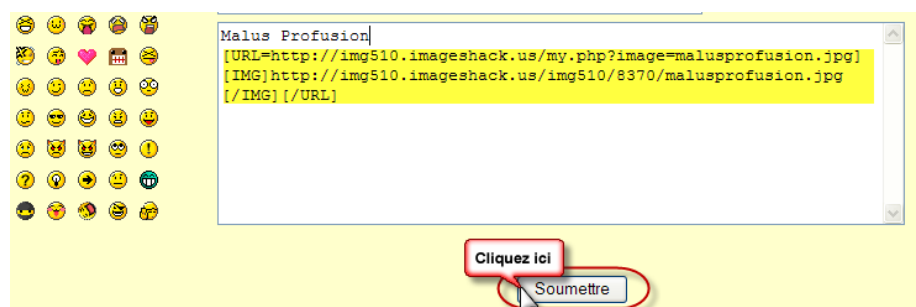 Malus Profusion
[URL=http://img510.imageshack.us/my.php?image=malusprofusion.jpg]
[IMG]http://img510.imageshack.us/img510/8370/malusprofusion.jpg
[/IMG][/URL]
Cliquez ici
Soumettre